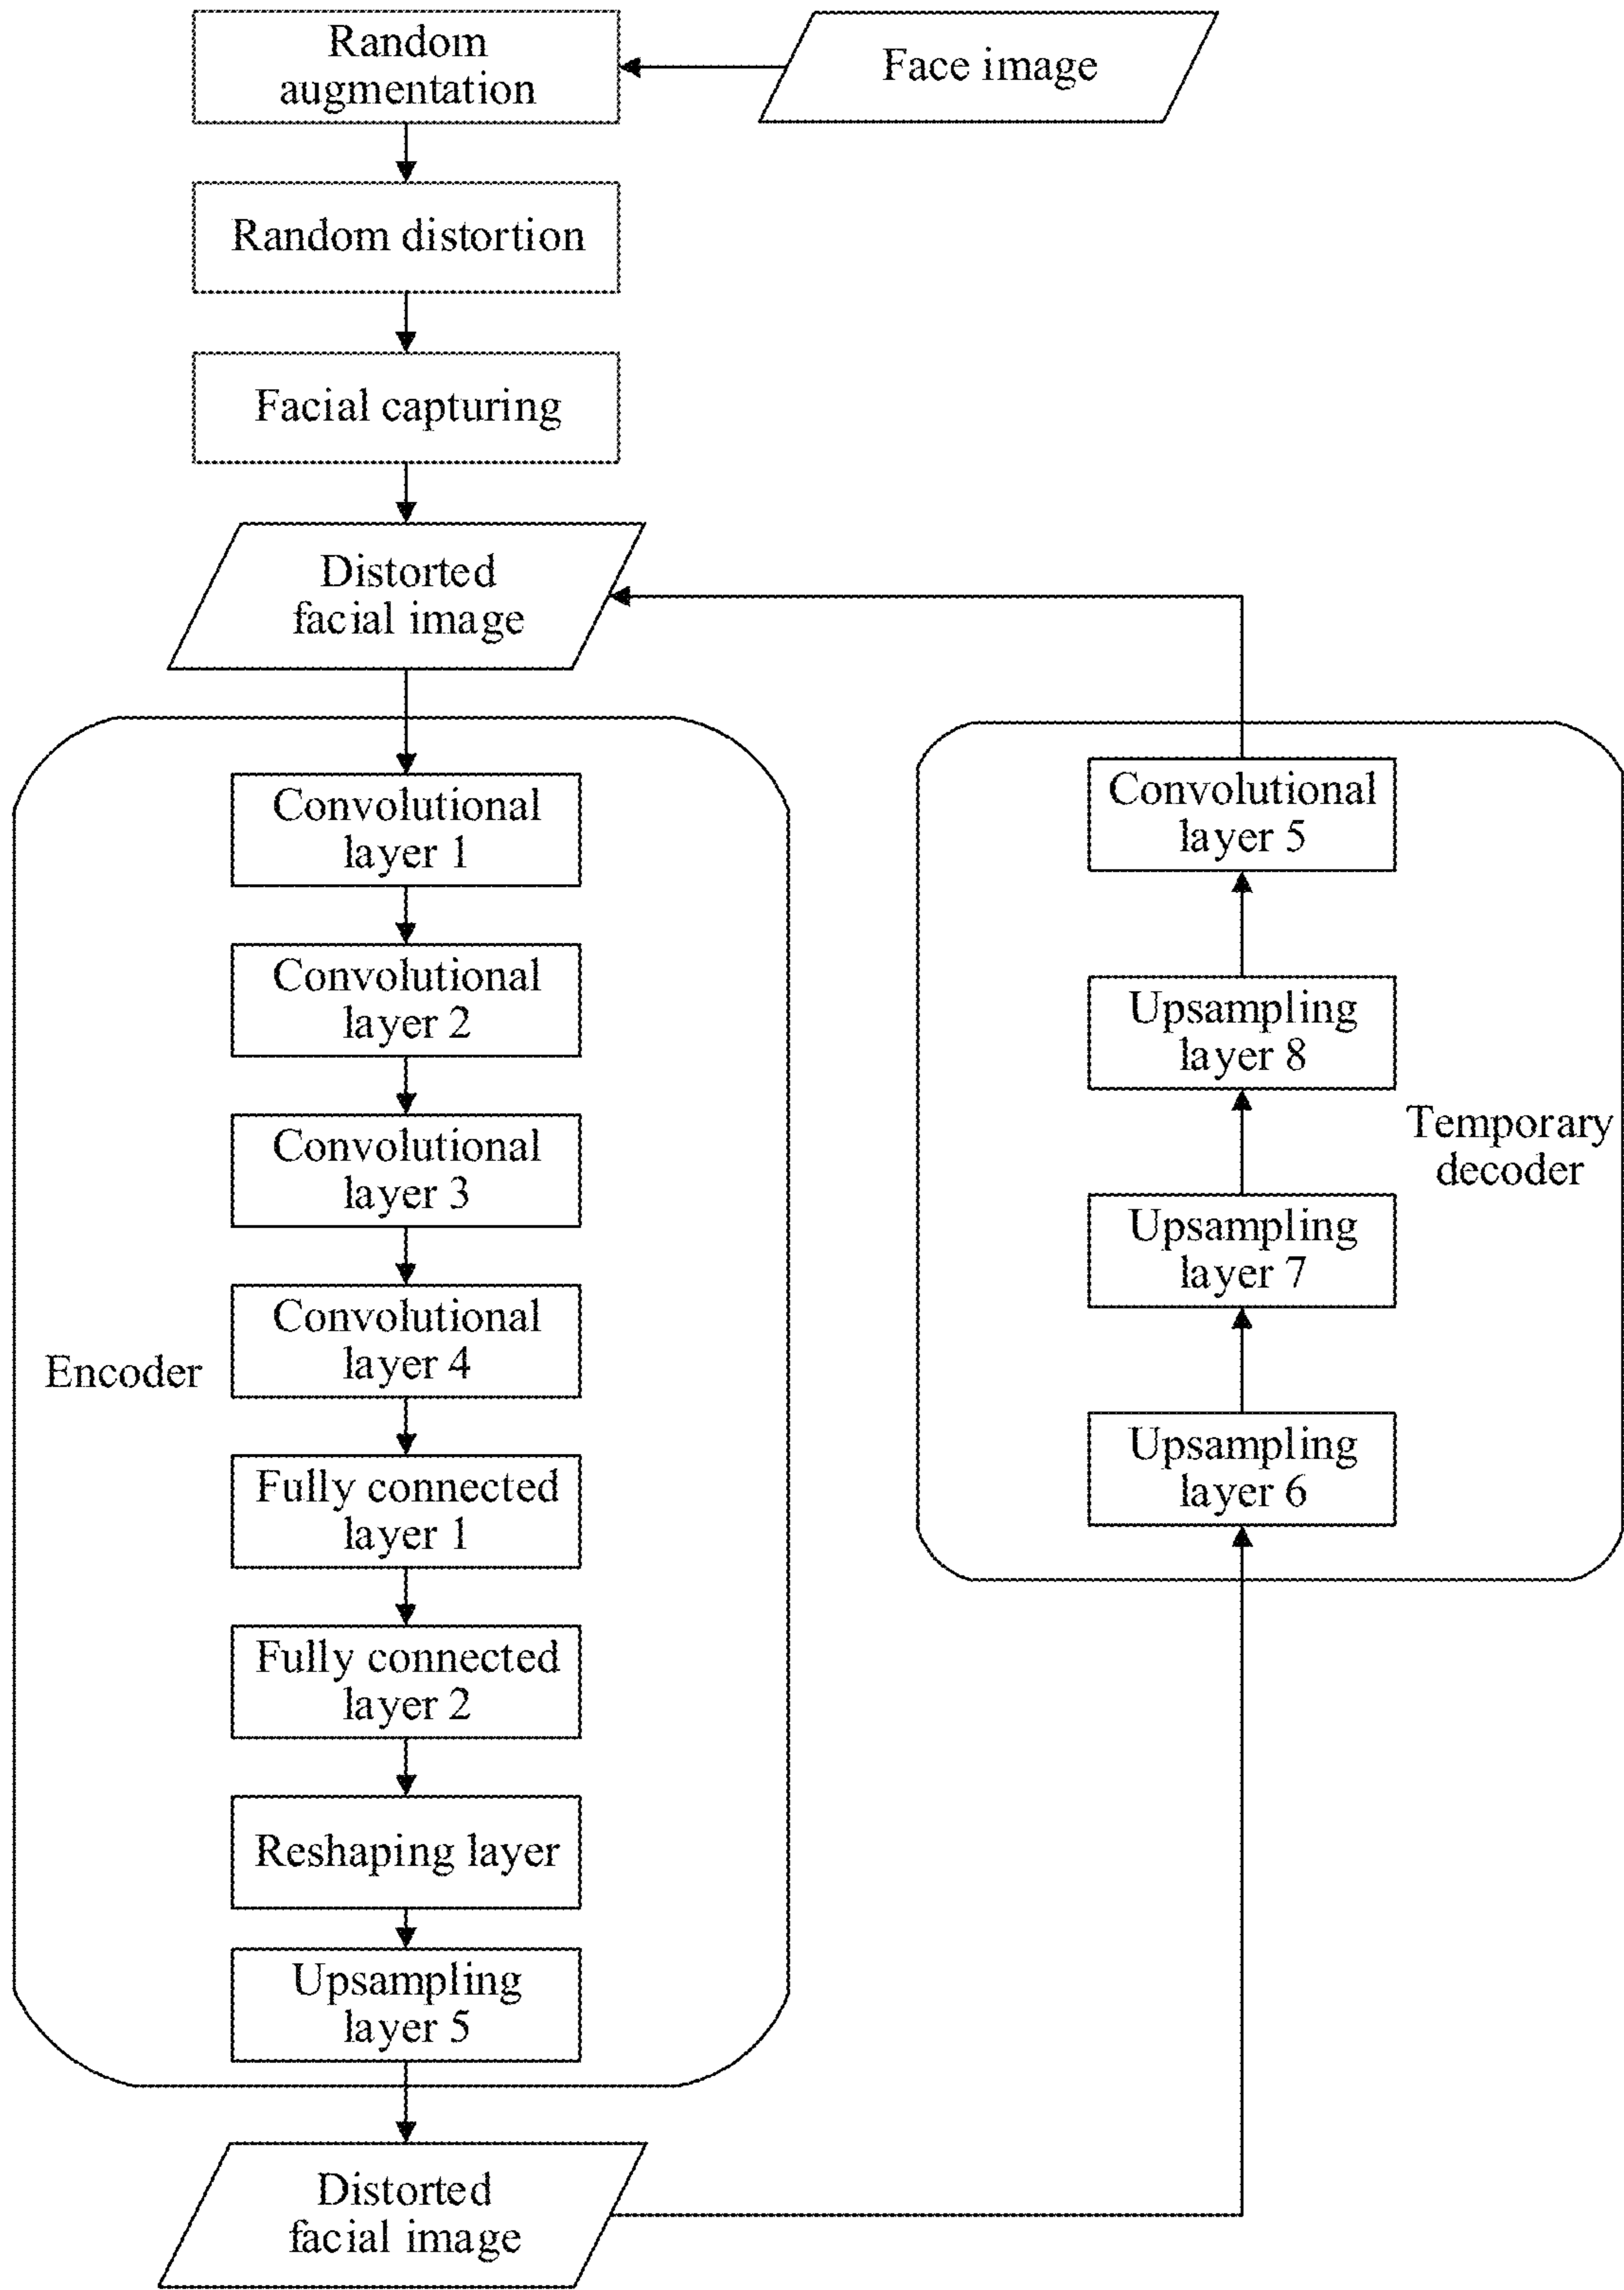 Random
augmentation
Face image
Random distortion
Facial capturing
Distorted
facial image
Encoder
Convolutional
layer 1
Convolutional
layer 2
Convolutional
layer 3
Convolutional
layer 4
Fully connected
layer 1
Fully connected
layer 2
Reshaping layer
Upsampling
layer 5
Distorted
facial image
Convolutional
layer 5
Upsampling
layer 8
Temporary
decoder
Upsampling
layer 7
Upsampling
layer 6